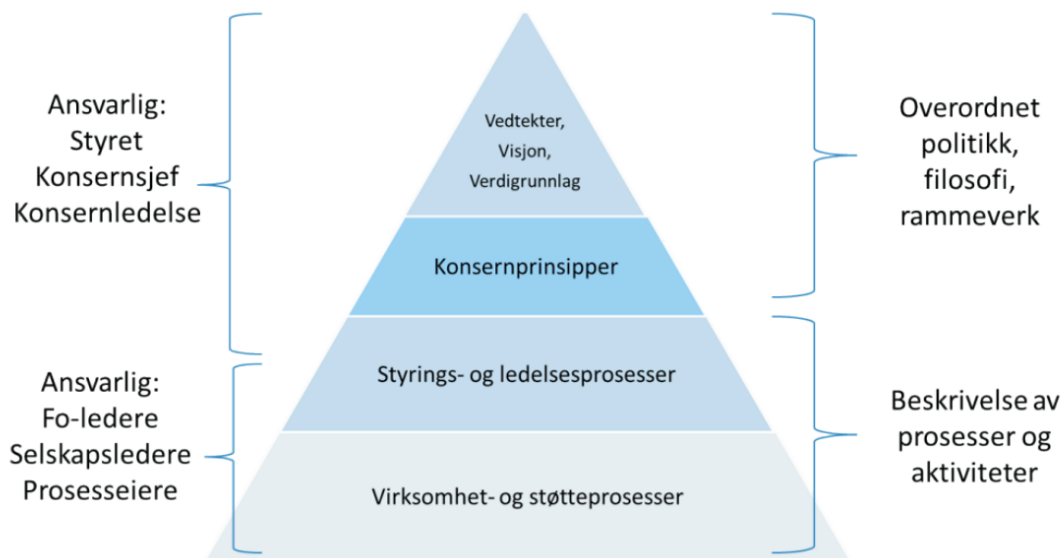 Ansvarlig:
Styret
Konsernsjef
Konsernledelse
Ansvarlig:
Fo-ledere
Selskapsledere
Prosesseiere
Vedtekter,
Visjon,
Verdigrunnlag
Konsernprinsipper
Styrings- og ledelsesprosesser
Virksomhet- og støtteprosesser
Overordnet
politikk,
filosofi,
rammeverk
Beskrivelse av
prosesser og
aktiviteter